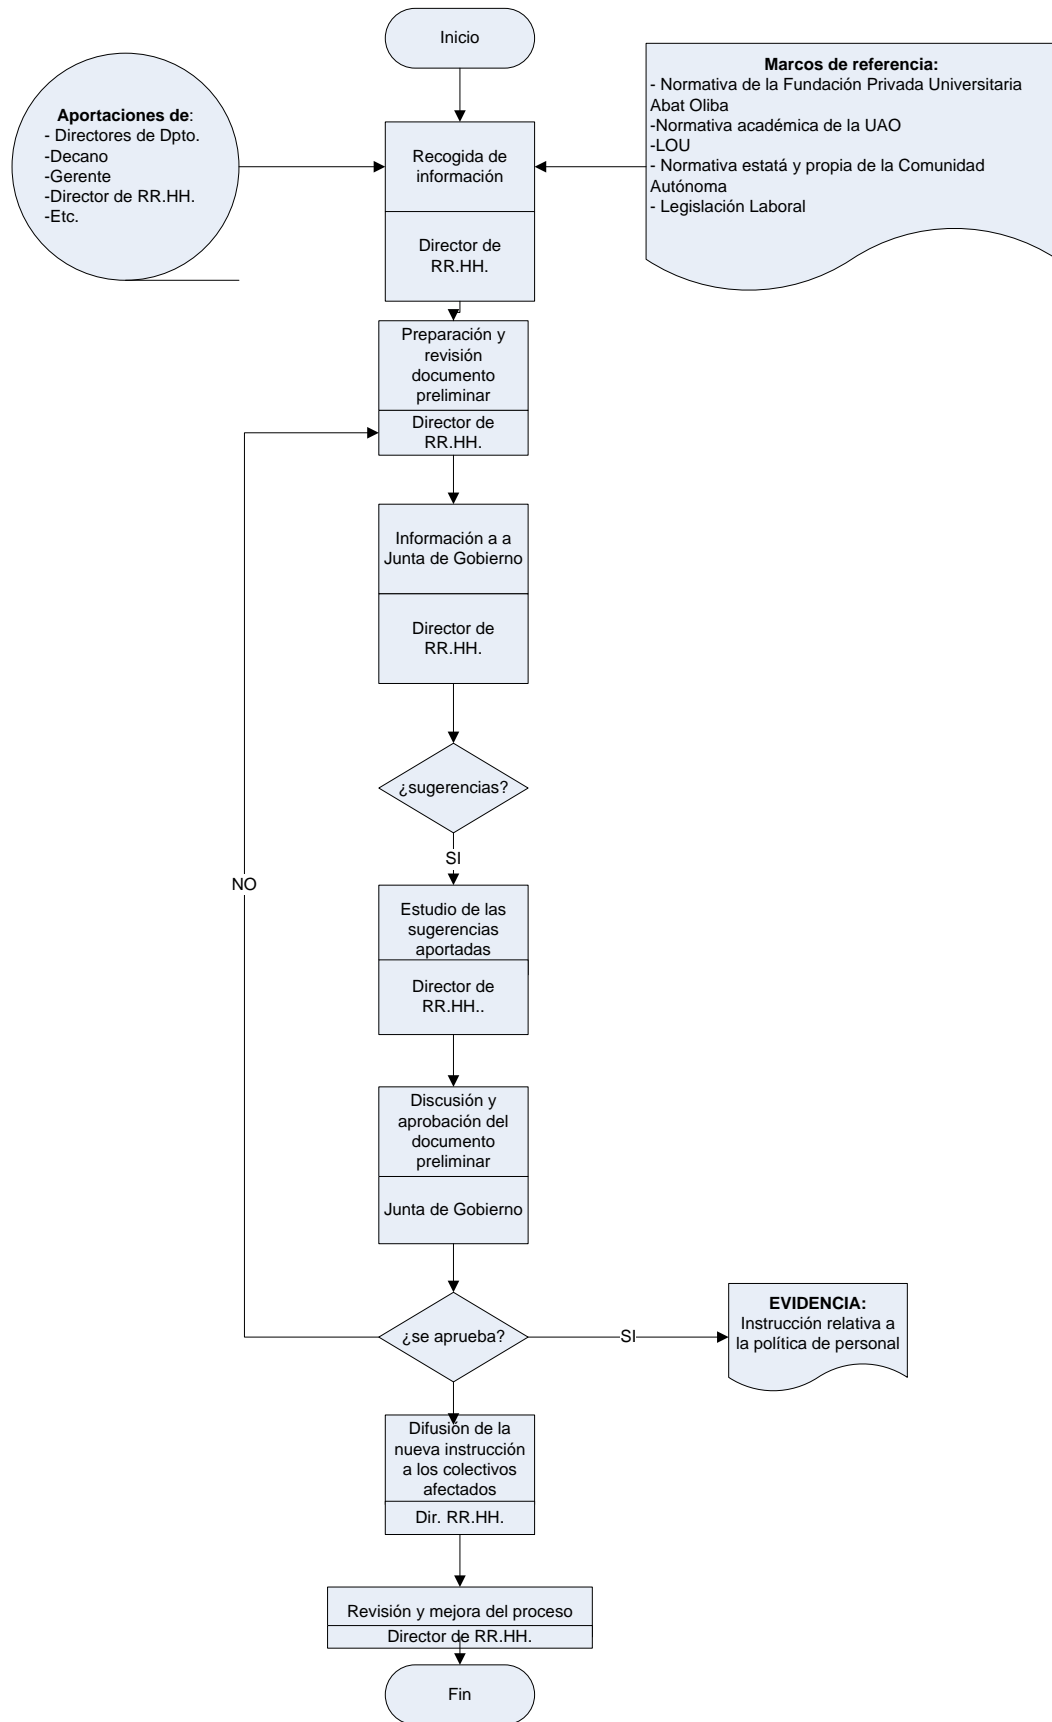 Inicio
Aportaciones de:
- Directores de Dpto.
-Decano
-Gerente
-Director de RR.HH.
-Etc.
Recogida de
información
Director de
RR.HH.
Marcos de referencia:
- Normativa de la Fundación Privada Universitaria
Abat Oliba
-Normativa académica de la UAO
-LOU
- Normativa estatá y propia de la Comunidad
Autónoma
- Legislación Laboral
Preparación y
revisión
documento
preliminar
Director de
RR.HH.
Información a a
Junta de Gobierno
Director de
RR.HH.
¿sugerencias?
SI
NO
Estudio de las
sugerencias
aportadas
Director de
RR.HH..
Discusión y
aprobación del
documento
preliminar
Junta de Gobierno
¿se aprueba?
SI
EVIDENCIA:
Instrucción relativa a
la política de personal
Difusión de la
nueva instrucción
a los colectivos
afectados
Dir. RR.HH.
Revisión y mejora del proceso
Director de RR.HH.
Fin